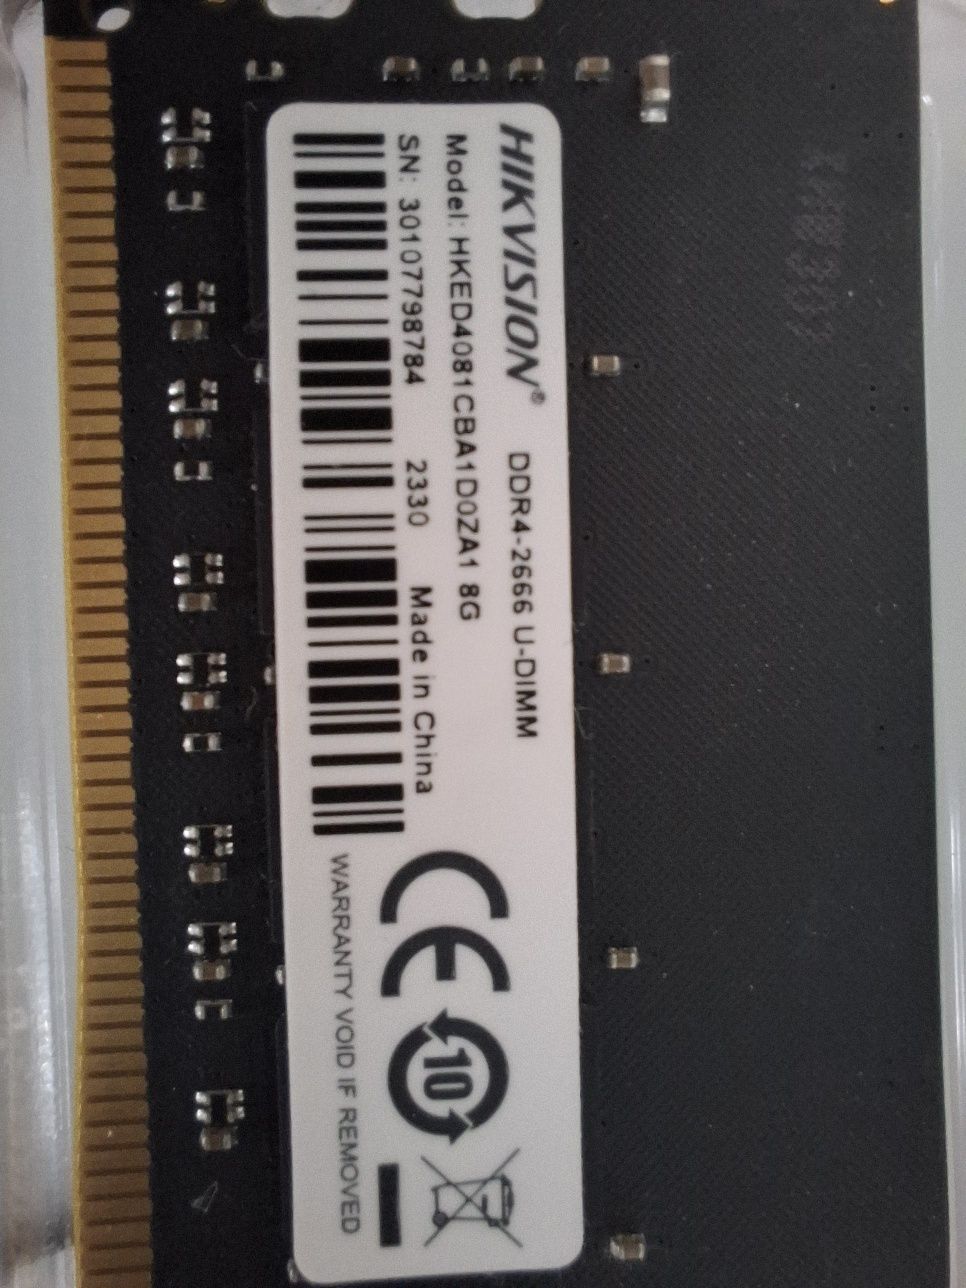 HIKVISION® DDR4-2666 U-DIMM
Model: HKED4081CBA1D0ZA1 8G
SN: 30107798784 2330 Made in China
WARRANTY VOID IF REMOVED
CE
10